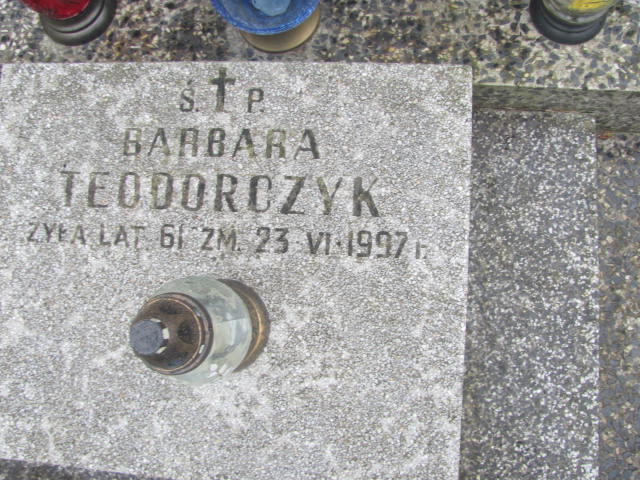 Ś. P.
BARBARA
TEODORCZYK
ŻYŁA LAT 61 ZM. 23 VI·1997 r.